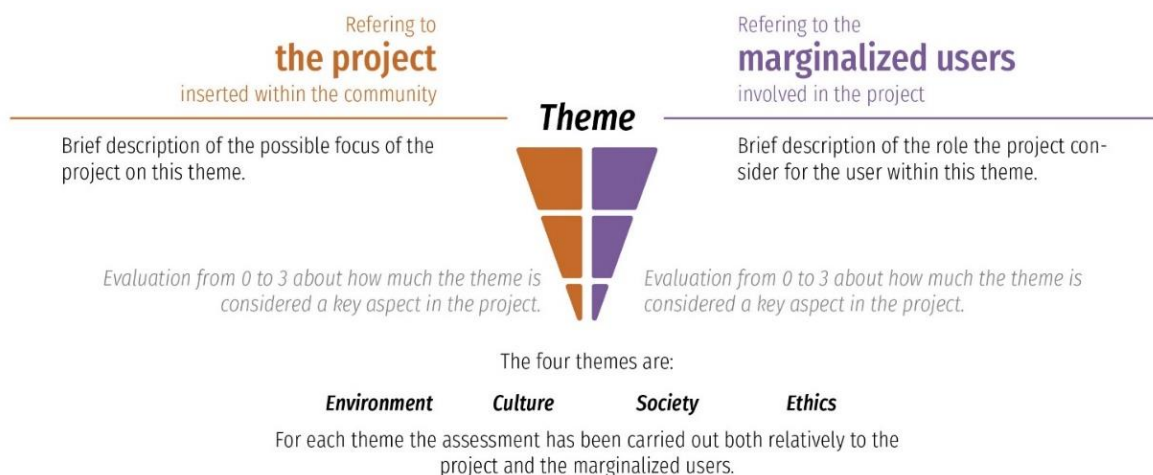 Refering to
the project
inserted within the community
Refering to the
marginalized users
involved in the project
Theme
Brief description of the possible focus of the
project on this theme.
Brief description of the role the project con-
sider for the user within this theme.
Evaluation from 0 to 3 about how much the theme is
considered a key aspect in the project.
Evaluation from 0 to 3 about how much the theme is
considered a key aspect in the project.
The four themes are:
Environment Culture Society Ethics
For each theme the assessment has been carried out both relatively to the
project and the marginalized users.